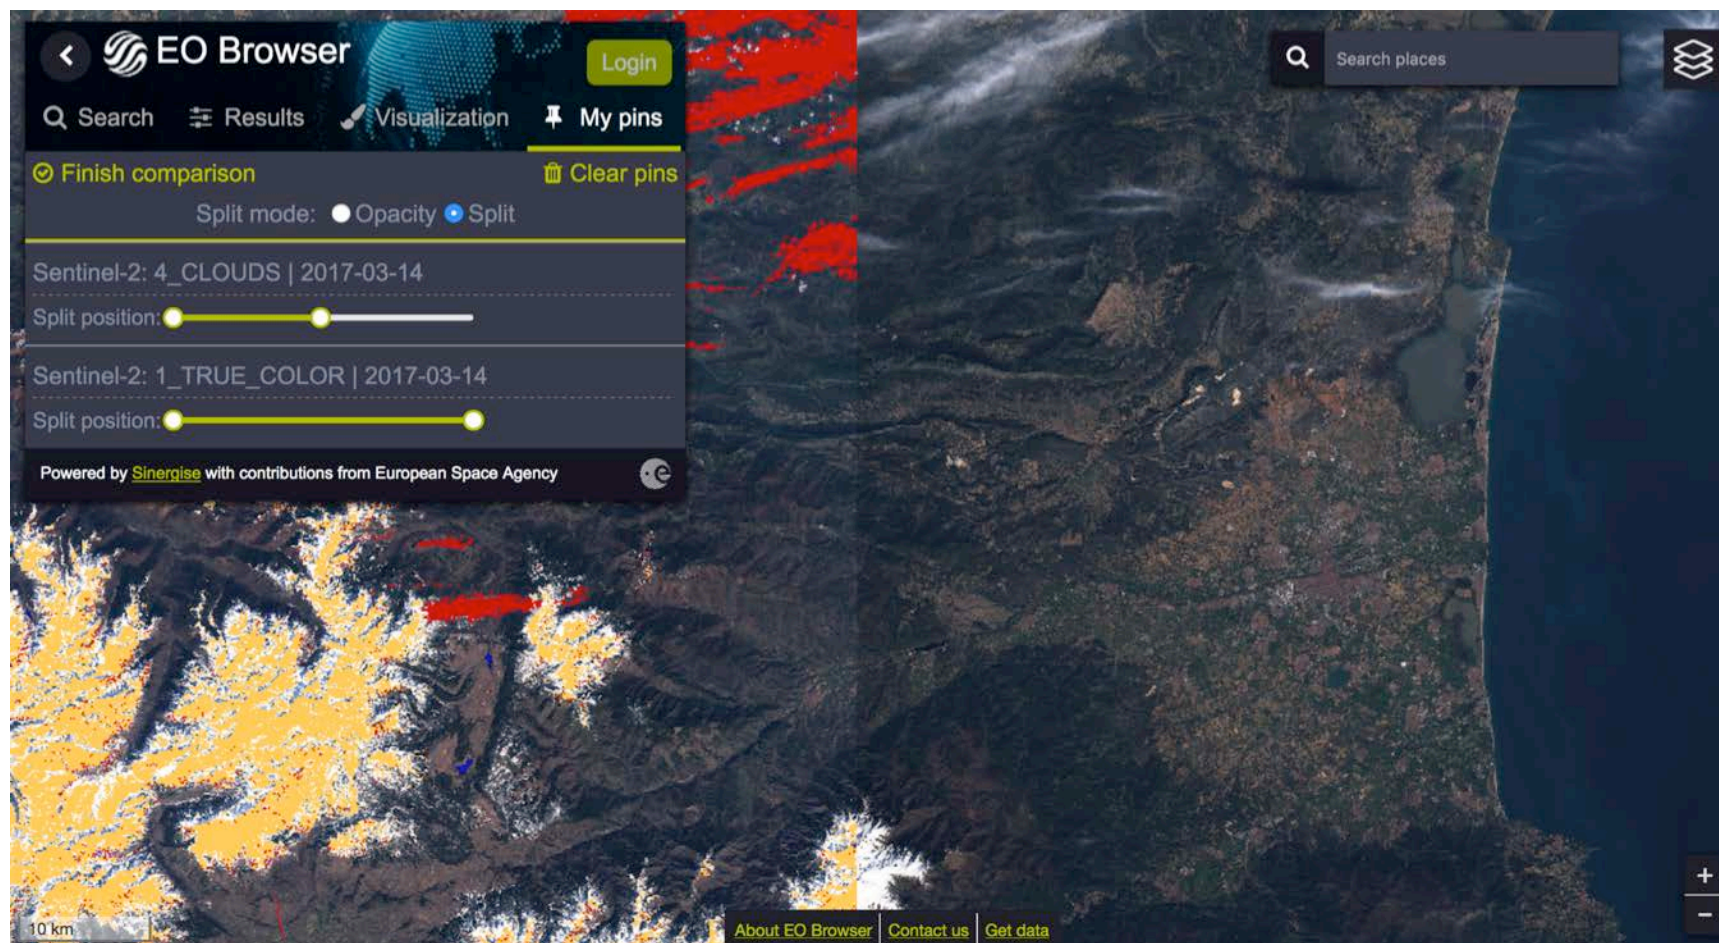 EO Browser
Login
Search Results Visualization My pins
Finish comparison Clear pins
Split mode: Opacity Split
Sentinel-2: 4_CLOUDS | 2017-03-14
Split position:
Sentinel-2: 1_TRUE_COLOR | 2017-03-14
Split position:
Powered by Sinergise with contributions from European Space Agency
Search places
10 km
About EO Browser Contact us Get data